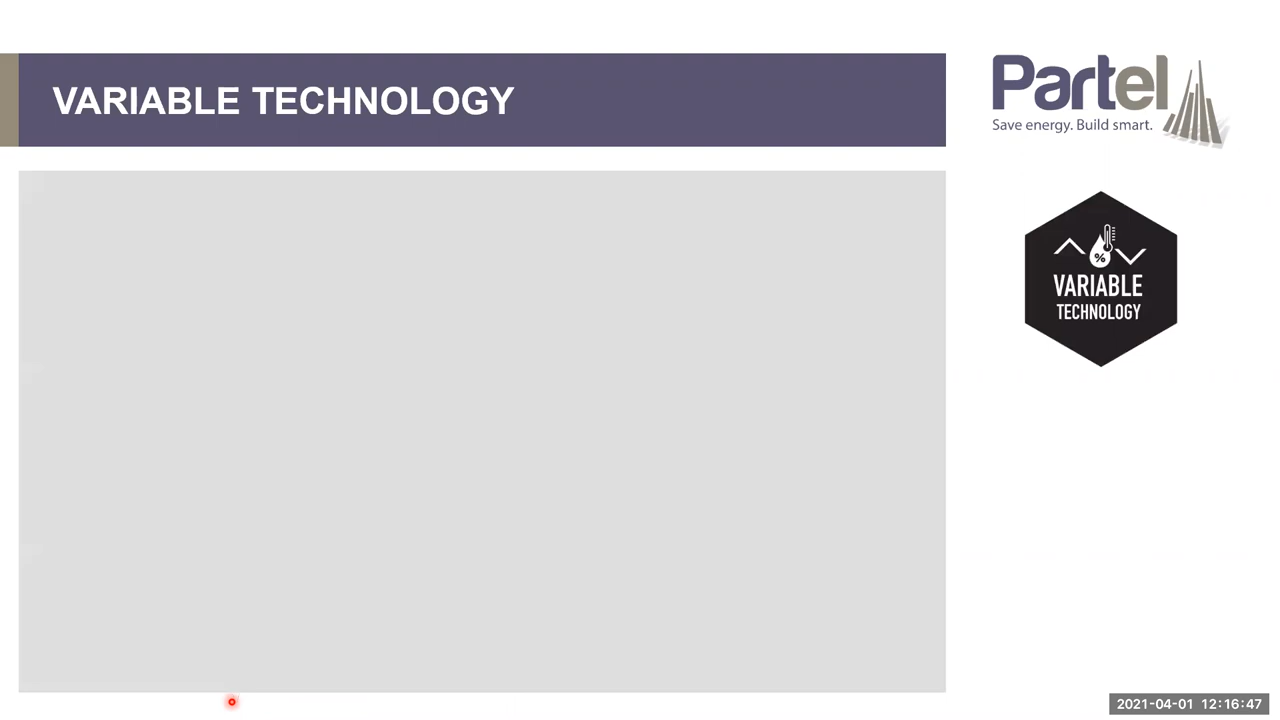 VARIABLE TECHNOLOGY
Partel
Save energy. Build smart.
%
VARIABLE
TECHNOLOGY
2021-04-01 12:16:47